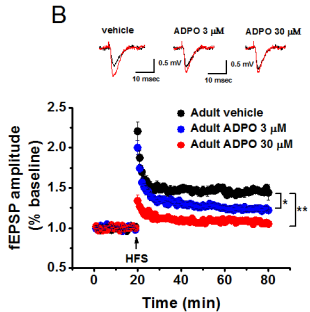 B
vehicle ADPO 3 µM ADPO 30 µM
0.5 mV 0.5 mV 0.5 mV
10 msec 10 msec 10 msec
2.5
2.0
1.5
1.0
0.5
fEPSP amplitude
(% baseline)
Adult vehicle
Adult ADPO 3 µM
Adult ADPO 30 µM
* **
HFS
0 20 40 60 80 100
Time (min)